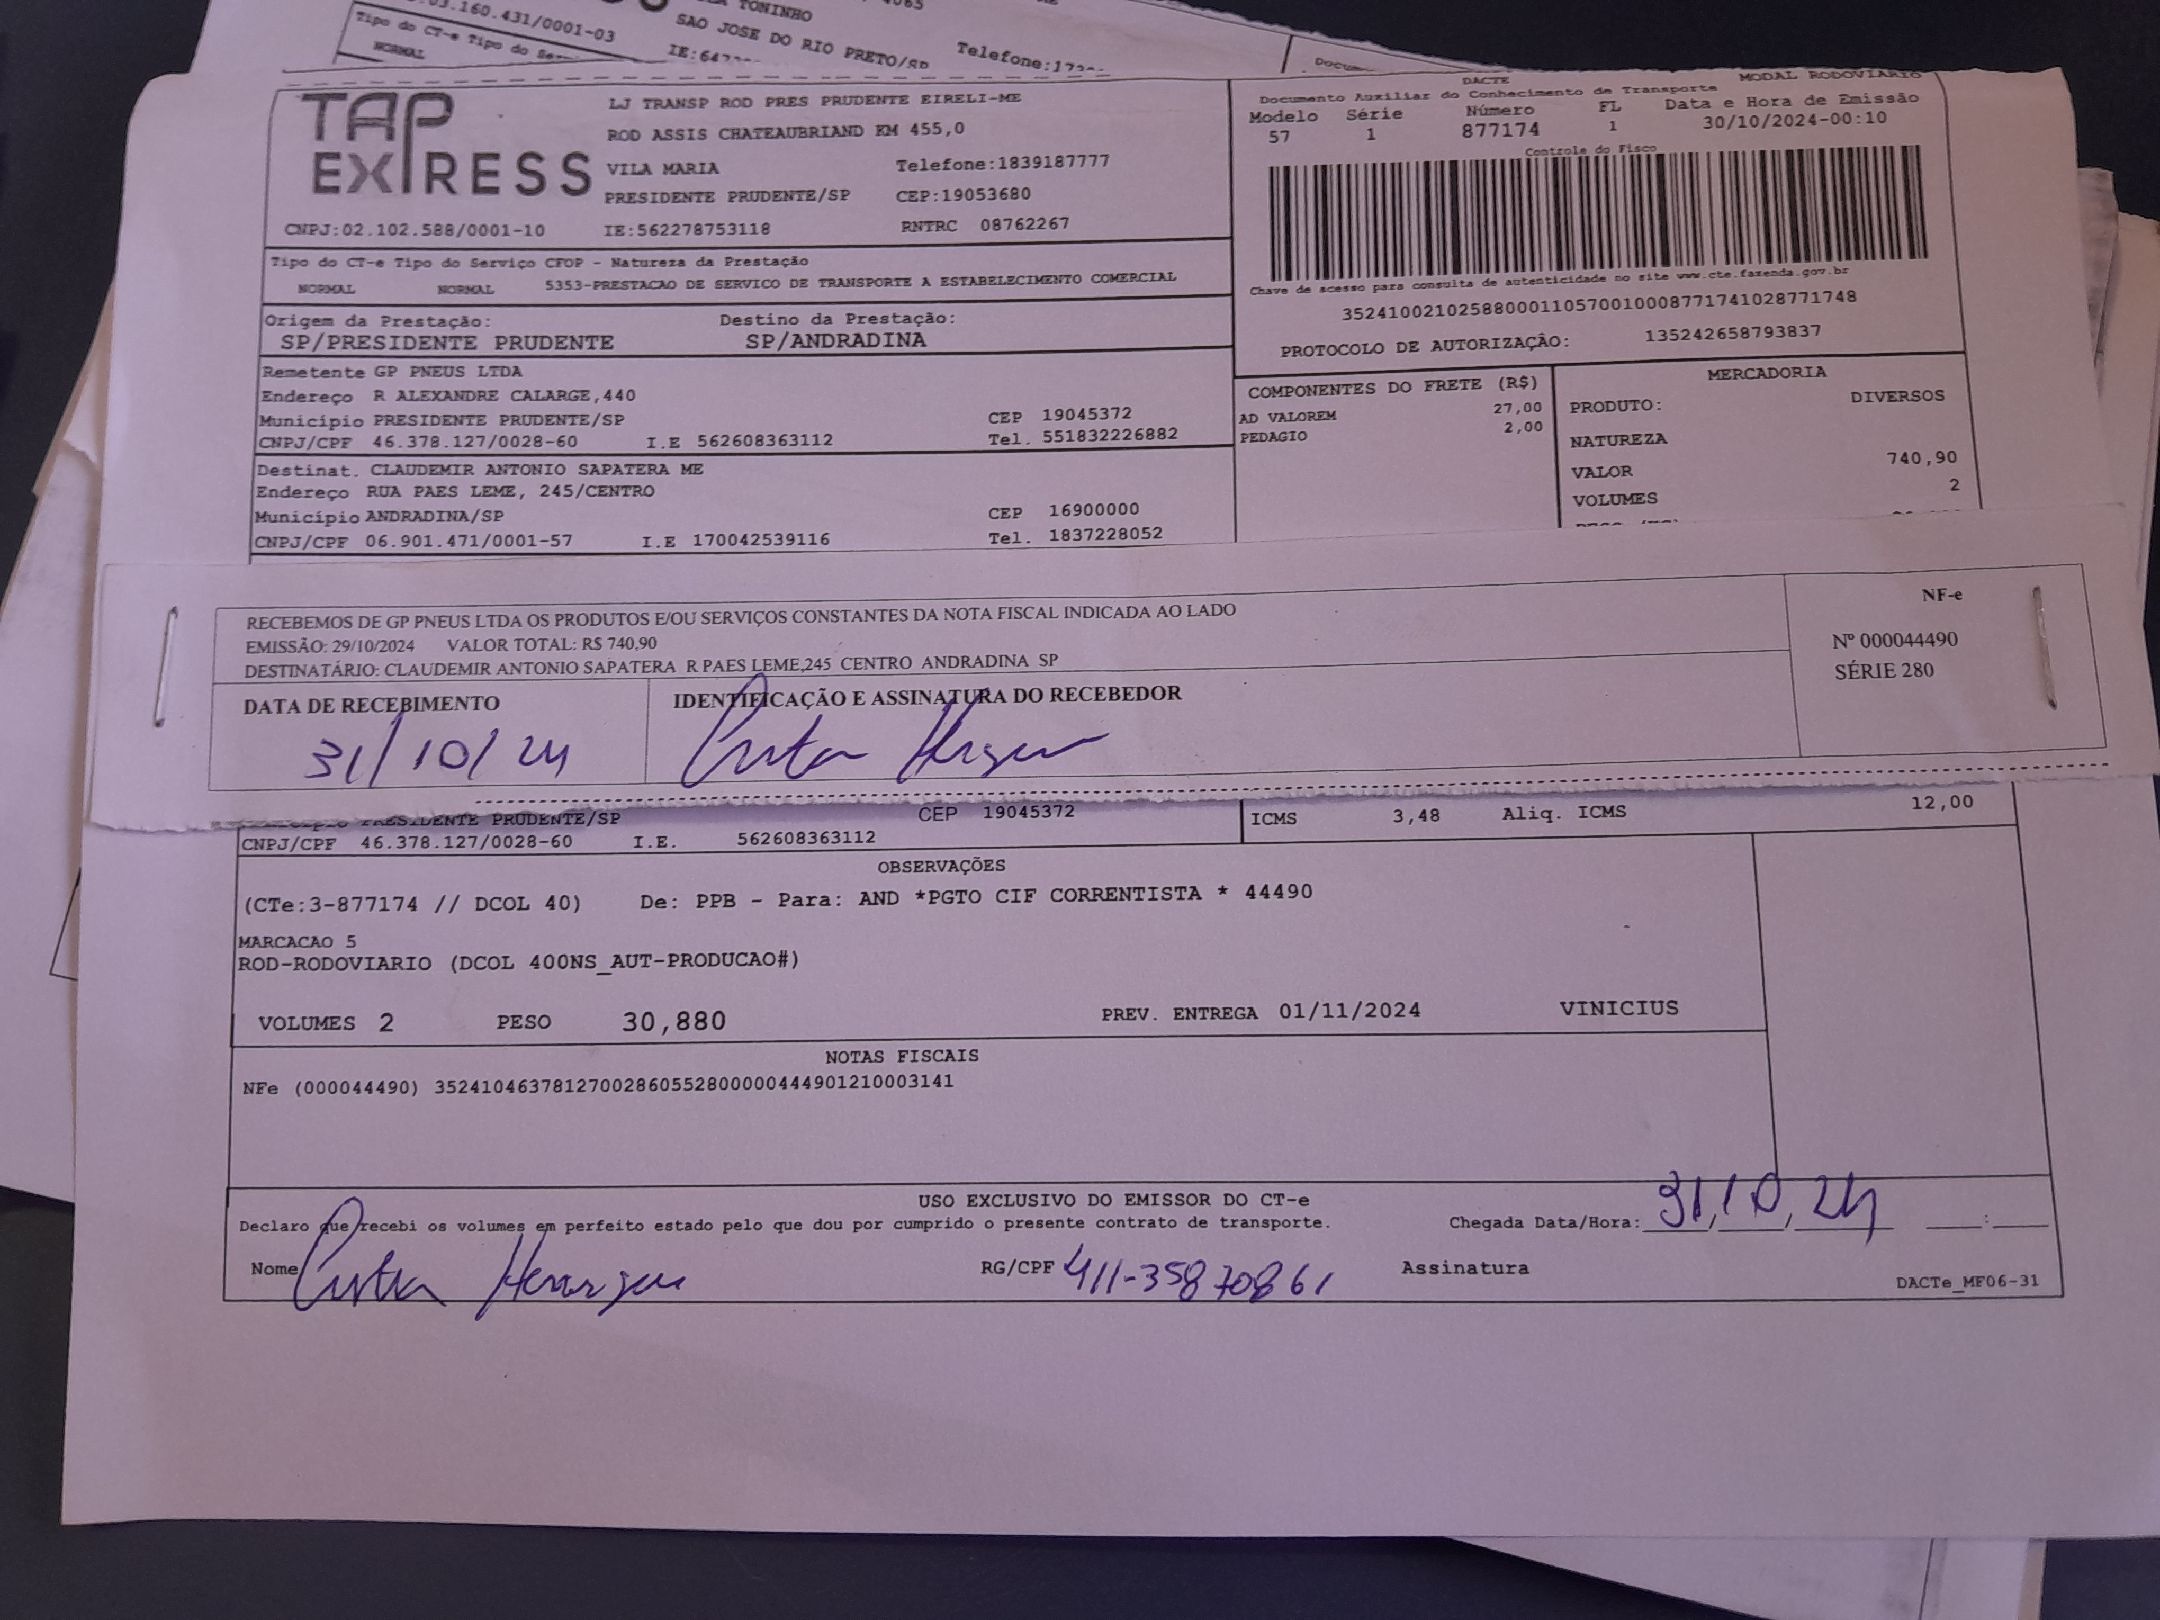 .160.431/0001-03
TONINHO
SAO JOSE DO RIO PRETO/SP
Telefone:
Tipo do CT-e Tipo do
NORMAL
TAP
EXPRESS
LJ TRANSP ROD PRES PRUDENTE EIRELI-ME
ROD ASSIS CHATEAUBRIAND KM 455,0
VILA MARIA Telefone:1839187777
PRESIDENTE PRUDENTE/SP CEP:19053680
CNPJ:02.102.588/0001-10 IE:562278753118 RNTRC 08762267
DACTE MODAL RODOVIARIO
Documento Auxiliar do Conhecimento de Transporte
Modelo Série Número FL Data e Hora de Emissão
57 1 877174 1 30/10/2024-00:10
Controle do Fisco
Chave de acesso para consulta de autenticidade no site www.cte.fazenda.gov.br
35241002102588000110570010008771741028771748
PROTOCOLO DE AUTORIZAÇÃO: 135242658793837
Tipo do CT-e Tipo do Serviço CFOP - Natureza da Prestação
NORMAL NORMAL 5353-PRESTACAO DE SERVICO DE TRANSPORTE A ESTABELECIMENTO COMERCIAL
Origem da Prestação: Destino da Prestação:
SP/PRESIDENTE PRUDENTE SP/ANDRADINA
Remetente GP PNEUS LTDA
Endereço R ALEXANDRE CALARGE,440
Município PRESIDENTE PRUDENTE/SP CEP 19045372
CNPJ/CPF 46.378.127/0028-60 I.E 562608363112 Tel. 551832226882
Destinat. CLAUDEMIR ANTONIO SAPATERA ME
Endereço RUA PAES LEME, 245/CENTRO
Município ANDRADINA/SP CEP 16900000
CNPJ/CPF 06.901.471/0001-57 I.E 170042539116 Tel. 1837228052
COMPONENTES DO FRETE (R$)
AD VALOREM 27,00
PEDAGIO 2,00
MERCADORIA
PRODUTO: DIVERSOS
NATUREZA
VALOR 740,90
VOLUMES 2
RECEBEMOS DE GP PNEUS LTDA OS PRODUTOS E/OU SERVIÇOS CONSTANTES DA NOTA FISCAL INDICADA AO LADO
EMISSÃO: 29/10/2024 VALOR TOTAL: R$ 740,90
DESTINATÁRIO: CLAUDEMIR ANTONIO SAPATERA R PAES LEME,245 CENTRO ANDRADINA SP
NF-e
Nº 000044490
SÉRIE 280
DATA DE RECEBIMENTO IDENTIFICAÇÃO E ASSINATURA DO RECEBEDOR
31/10/24
PRESIDENTE PRUDENTE/SP CEP 19045372
CNPJ/CPF 46.378.127/0028-60 I.E. 562608363112
ICMS 3,48 Aliq. ICMS 12,00
OBSERVAÇÕES
(CTe:3-877174 // DCOL 40) De: PPB - Para: AND *PGTO CIF CORRENTISTA * 44490
MARCACAO 5
ROD-RODOVIARIO (DCOL 400NS_AUT-PRODUCAO#)
VOLUMES 2 PESO 30,880 PREV. ENTREGA 01/11/2024 VINICIUS
NOTAS FISCAIS
NFe (000044490) 35241046378127002860552800000444901210003141
USO EXCLUSIVO DO EMISSOR DO CT-e
Declaro que recebi os volumes em perfeito estado pelo que dou por cumprido o presente contrato de transporte. Chegada Data/Hora: 31/10/24 :
Nome RG/CPF 411-35870861 Assinatura
DACTe_MF06-31